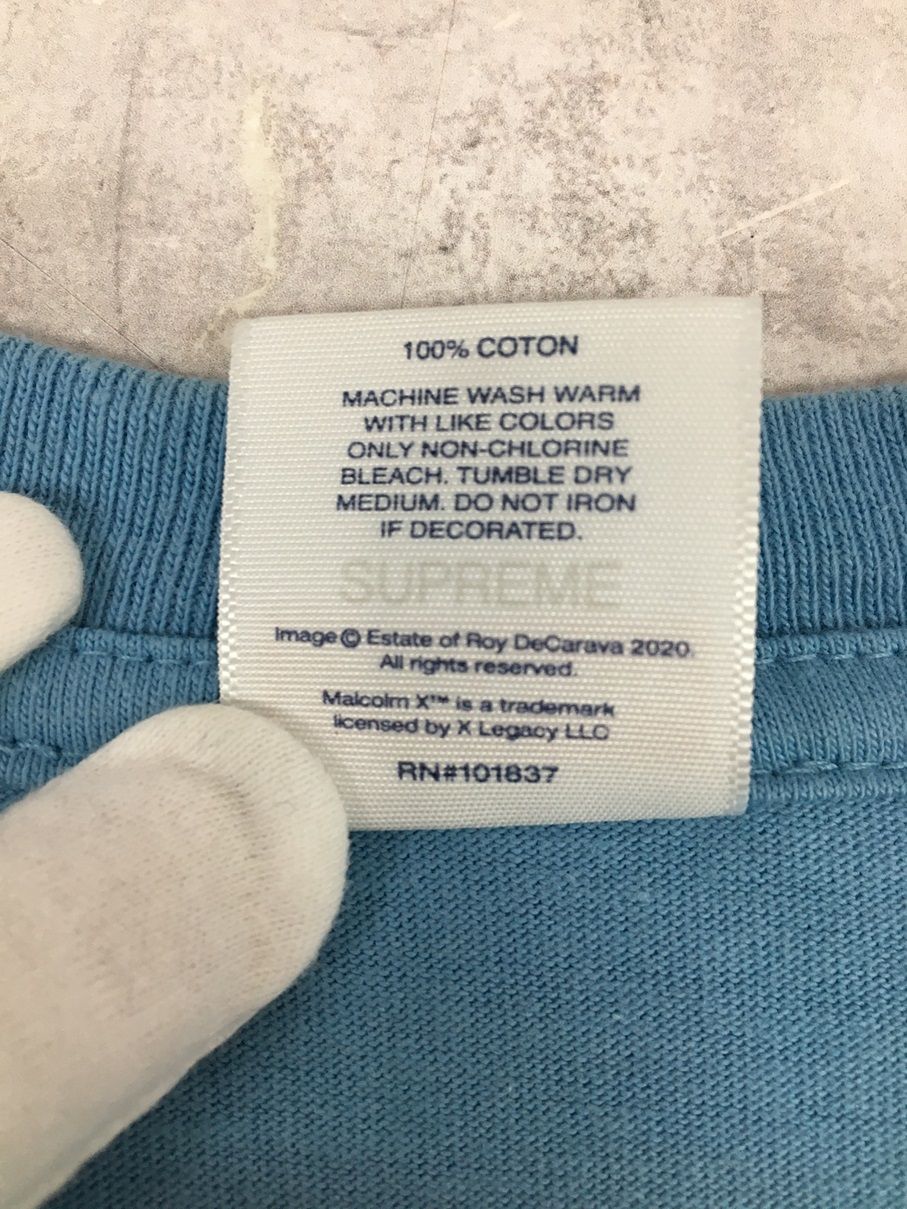 100% COTON
MACHINE WASH WARM
WITH LIKE COLORS
ONLY NON-CHLORINE
BLEACH. TUMBLE DRY
MEDIUM. DO NOT IRON
IF DECORATED.
SUPREME
Image © Estate of Roy DeCarava 2020.
All rights reserved.
Malcolm X™ is a trademark
licensed by X Legacy LLC
RN#101837